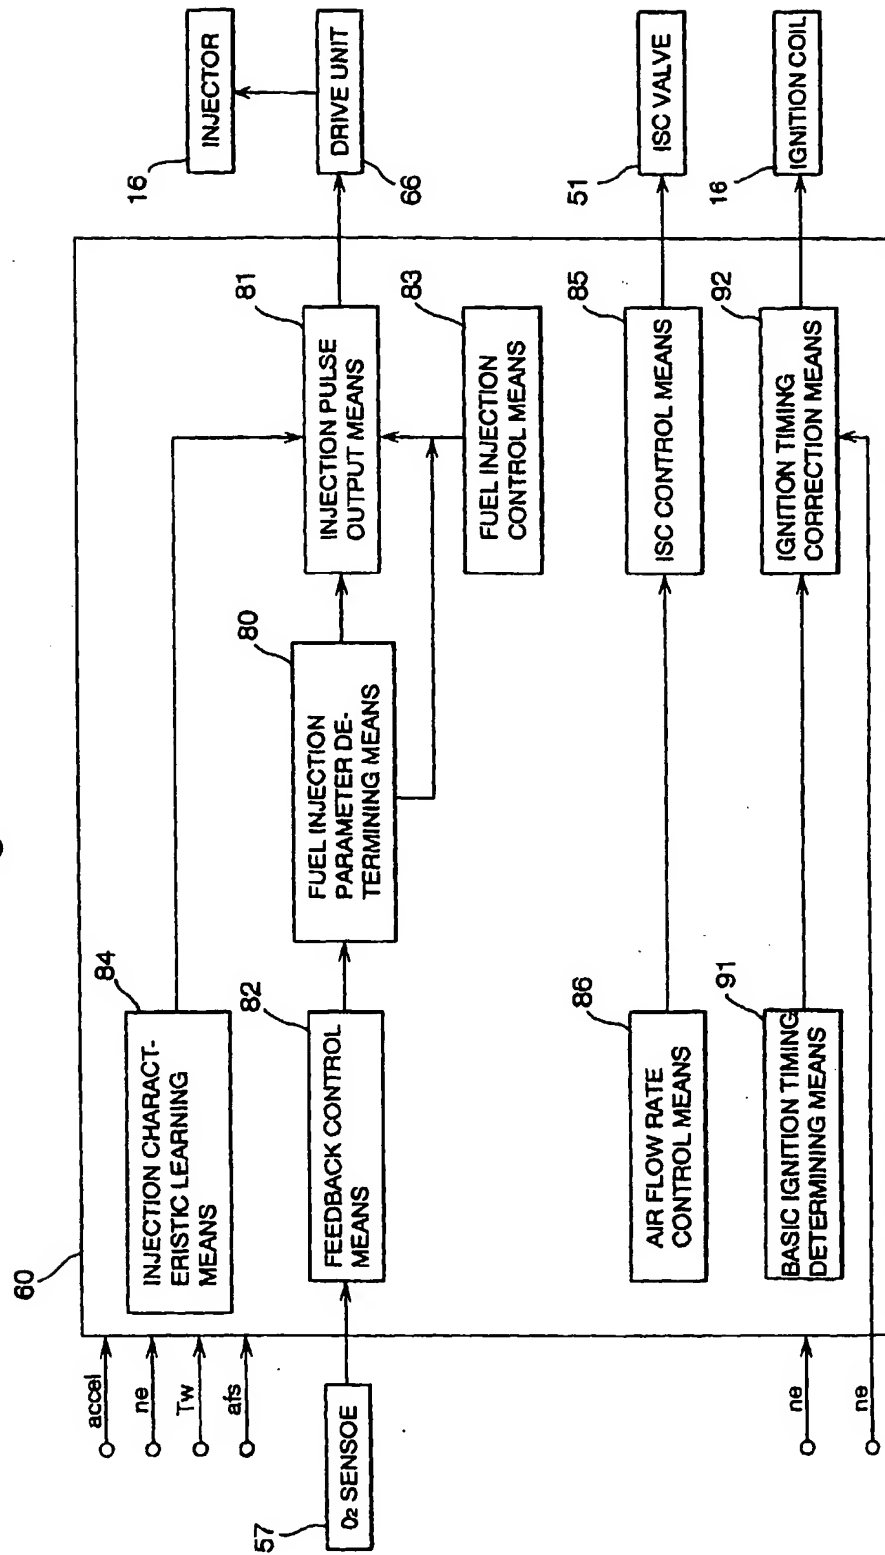 60
accel
ne
Tw
afs
84
INJECTION CHARACT-
ERISTIC LEARNING
MEANS
57
O2 SENSOE
82
FEEDBACK CONTROL
MEANS
80
FUEL INJECTION
PARAMETER DE-
TERMINING MEANS
81
INJECTION PULSE
OUTPUT MEANS
83
FUEL INJECTION
CONTROL MEANS
16
INJECTOR
DRIVE UNIT
66
86
AIR FLOW RATE
CONTROL MEANS
85
ISC CONTROL MEANS
51
ISC VALVE
ne
ne
91
BASIC IGNITION TIMING
DETERMINING MEANS
92
IGNITION TIMING
CORRECTION MEANS
16
IGNITION COIL